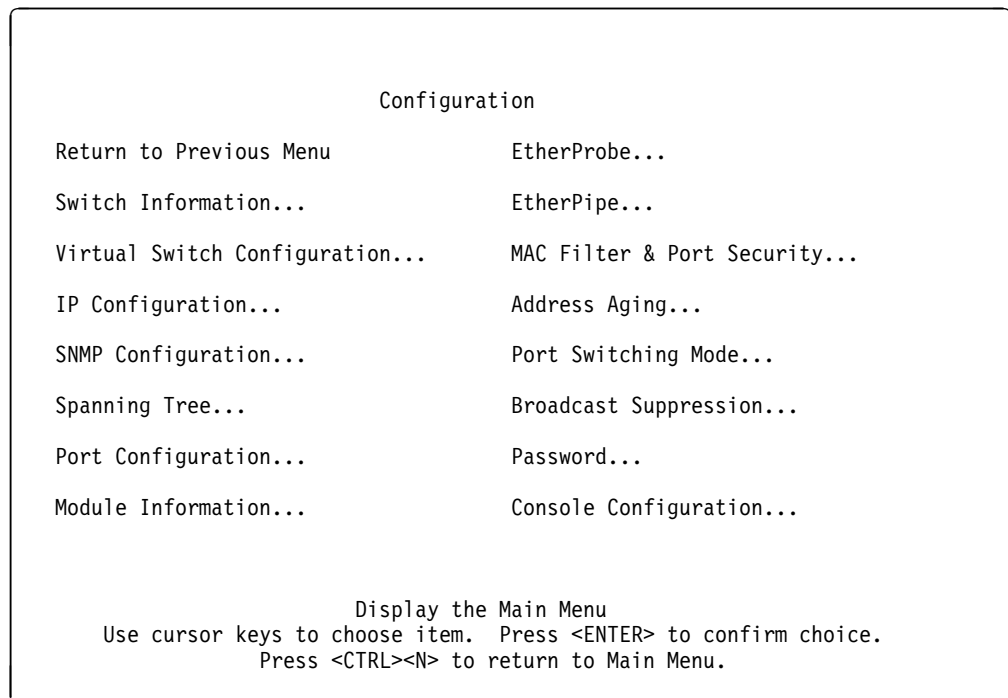 Configuration
Return to Previous Menu EtherProbe...
Switch Information... EtherPipe...
Virtual Switch Configuration... MAC Filter & Port Security...
IP Configuration... Address Aging...
SNMP Configuration... Port Switching Mode...
Spanning Tree... Broadcast Suppression...
Port Configuration... Password...
Module Information... Console Configuration...
Display the Main Menu
Use cursor keys to choose item. Press <ENTER> to confirm choice.
Press <CTRL><N> to return to Main Menu.